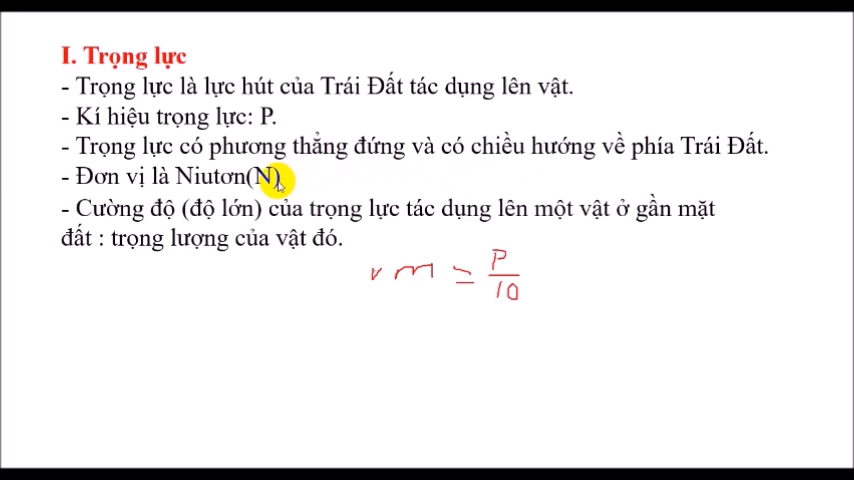 I. Trọng lực
- Trọng lực là lực hút của Trái Đất tác dụng lên vật.
- Kí hiệu trọng lực: P.
- Trọng lực có phương thẳng đứng và có chiều hướng về phía Trái Đất.
- Đơn vị là Niutơn(N)
- Cường độ (độ lớn) của trọng lực tác dụng lên một vật ở gần mặt
đất : trọng lượng của vật đó.
m = P/10